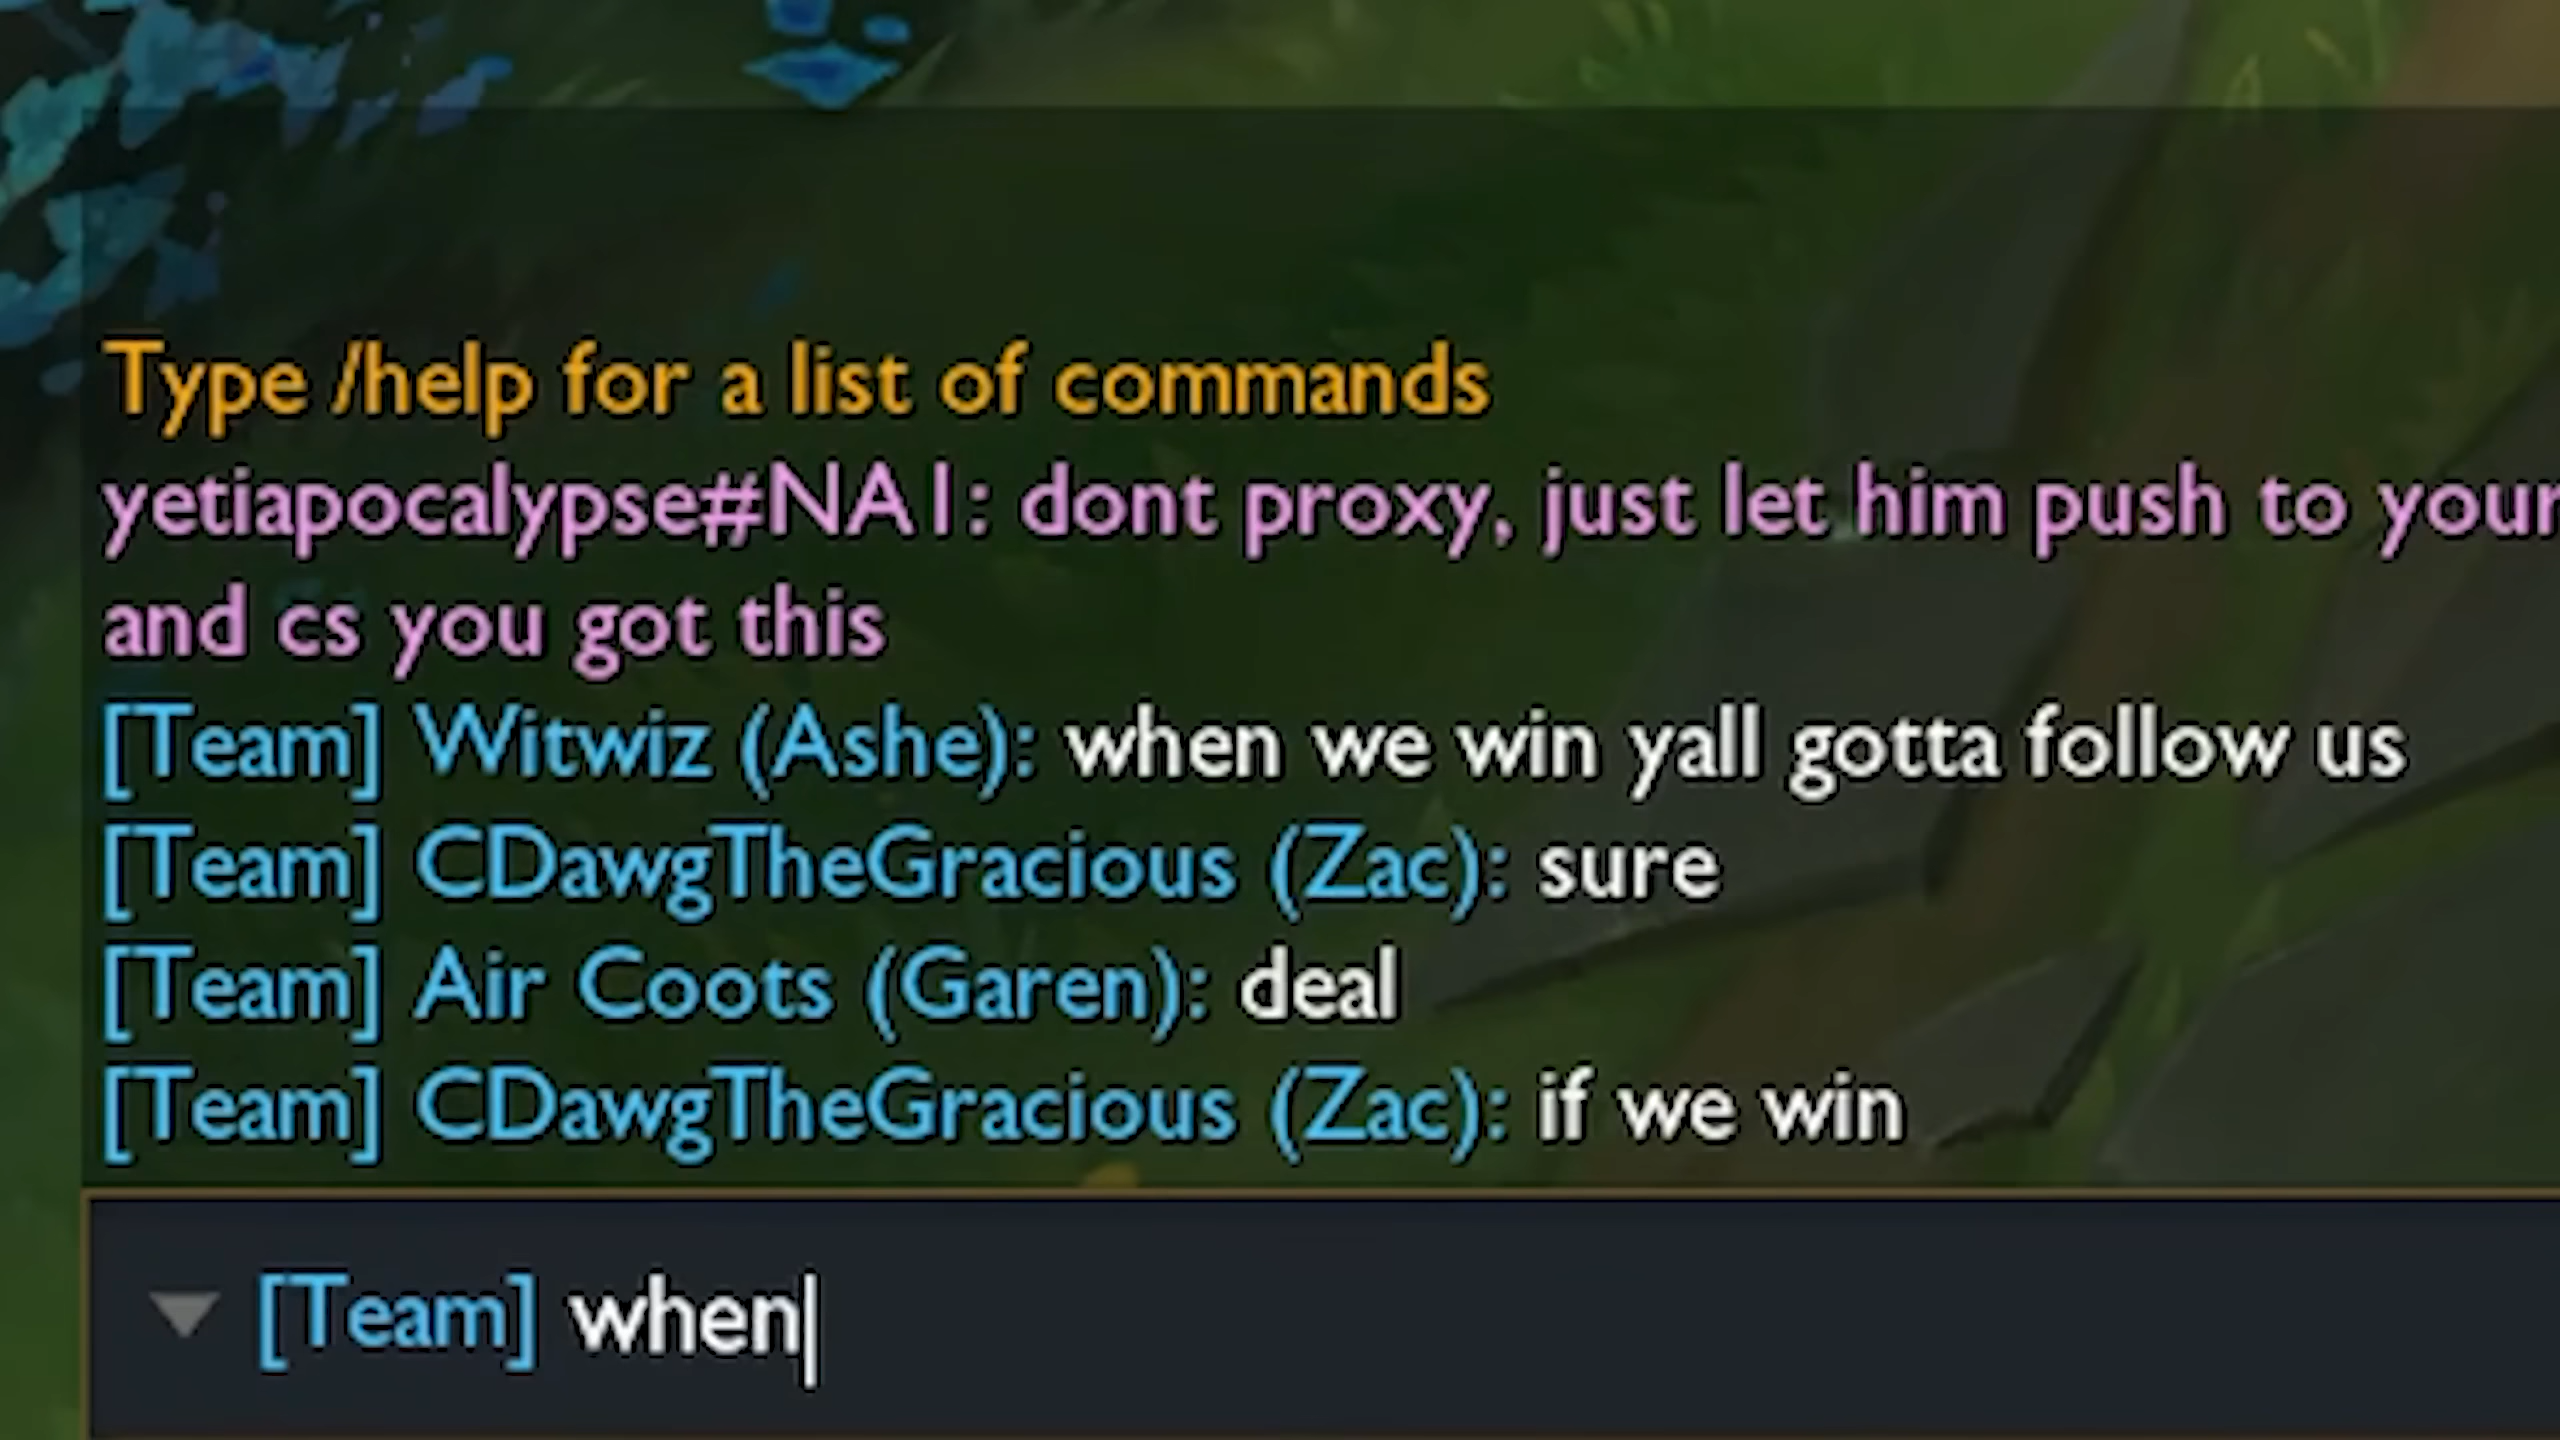 Type /help for a list of commands
yetiapocalypse#NA1: dont proxy, just let him push to your
and cs you got this
[Team] Witwiz (Ashe): when we win yall gotta follow us
[Team] CDawgTheGracious (Zac): sure
[Team] Air Coots (Garen): deal
[Team] CDawgTheGracious (Zac): if we win
[Team] when